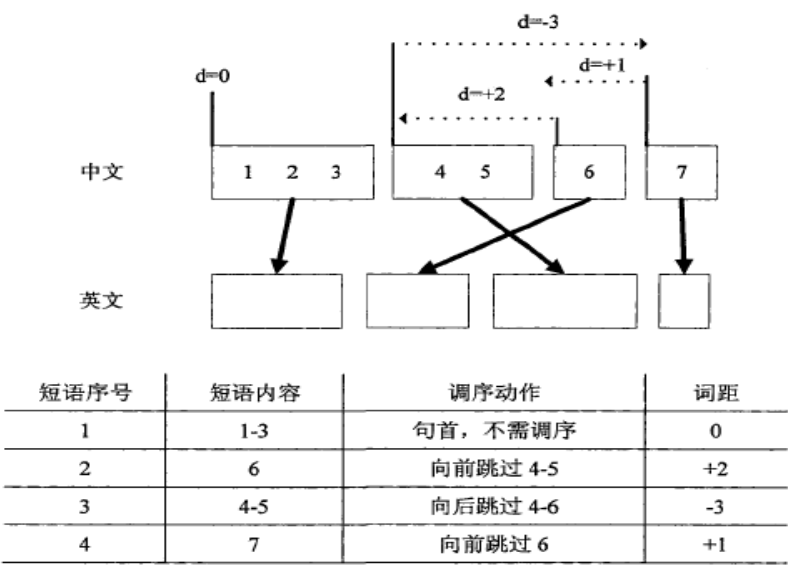 d=-3
d=+1
d=0
d=+2
中文 1 2 3 4 5 6 7
英文
短语序号 短语内容 调序动作 词距
1 1-3 句首，不需调序 0
2 6 向前跳过 4-5 +2
3 4-5 向后跳过 4-6 -3
4 7 向前跳过 6 +1